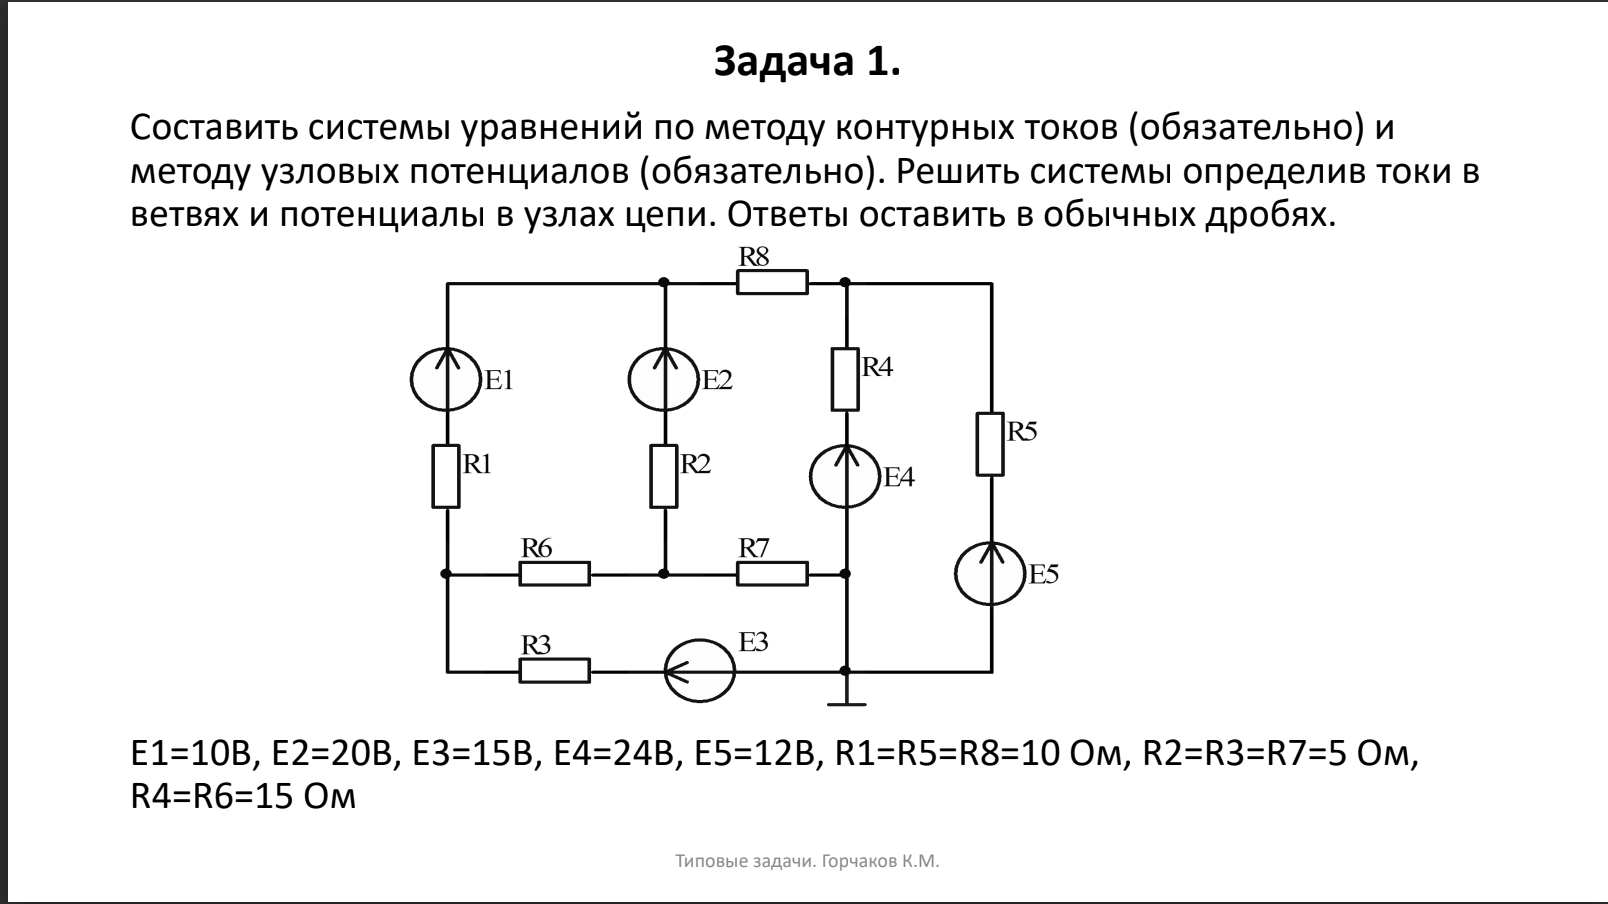 Задача 1.
Составить системы уравнений по методу контурных токов (обязательно) и
методу узловых потенциалов (обязательно). Решить системы определив токи в
ветвях и потенциалы в узлах цепи. Ответы оставить в обычных дробях.
R8
E1
E2
R4
R5
R1
R2
E4
R6
R7
E5
R3
E3
E1=10В, E2=20В, E3=15В, E4=24В, E5=12В, R1=R5=R8=10 Ом, R2=R3=R7=5 Ом,
R4=R6=15 Ом
Типовые задачи. Горчаков К.М.